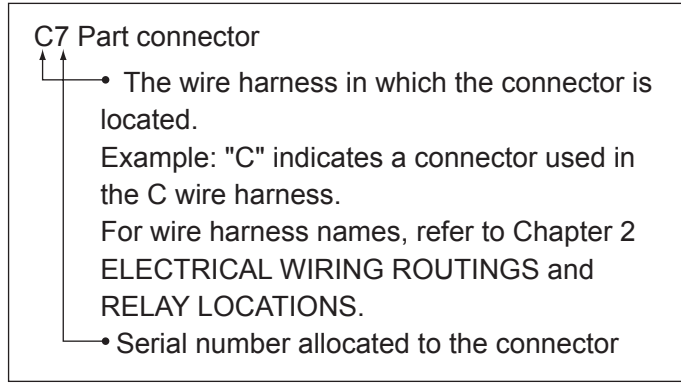 C7 Part connector
• The wire harness in which the connector is
located.
Example: "C" indicates a connector used in
the C wire harness.
For wire harness names, refer to Chapter 2
ELECTRICAL WIRING ROUTINGS and
RELAY LOCATIONS.
• Serial number allocated to the connector